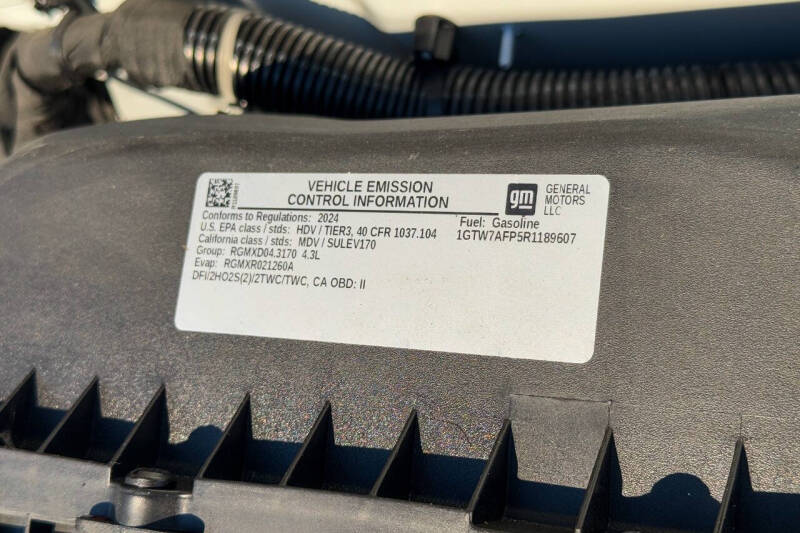 VEHICLE EMISSION
CONTROL INFORMATION
gm
GENERAL
MOTORS
LLC
Conforms to Regulations: 2024
Fuel: Gasoline
U.S. EPA class / stds: HDV / TIER3, 40 CFR 1037.104
1GTW7AFP5R1189607
California class / stds: MDV / SULEV170
Group: RGMXD04.3170 4.3L
Evap: RGMXR021260A
DFI/2HO2S(2)/2TWC/TWC, CA OBD: II